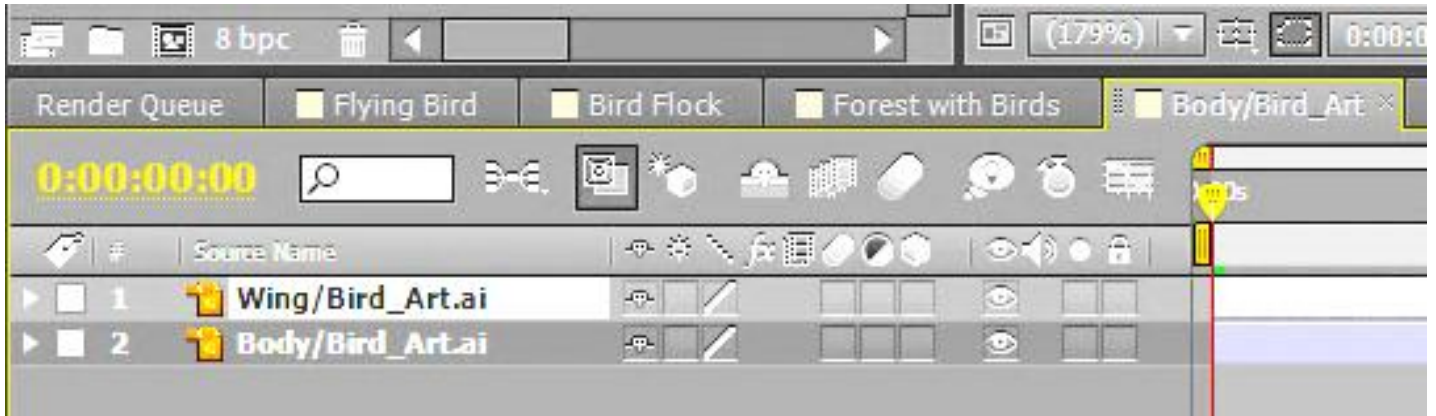 8 bpc (179%) 0:00:0
Render Queue Flying Bird Bird Flock Forest with Birds Body/Bird_Art ×
0:00:00:00
# Source Name fx
1 Wing/Bird_Art.ai
2 Body/Bird_Art.ai